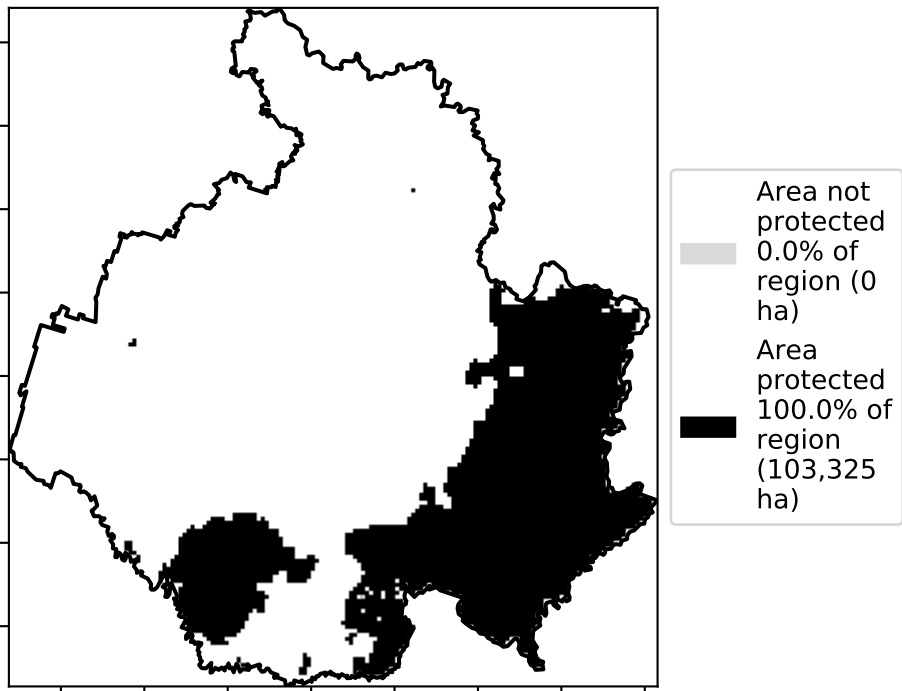 Area not
protected
0.0% of
region (0
ha)
Area
protected
100.0% of
region
(103,325
ha)